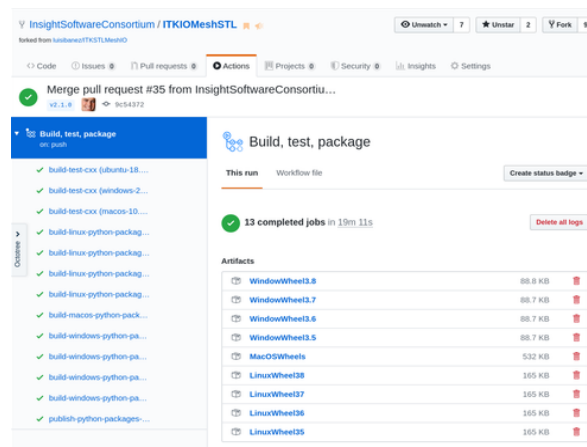 InsightSoftwareConsortium / ITKIOMeshSTL
forked from luisibanez/ITKSTLMeshIO
Unwatch 7
Unstar 2
Fork
Code
Issues 0
Pull requests 0
Actions
Projects 0
Security 0
Insights
Settings
Merge pull request #35 from InsightSoftwareConsortiu…
v2.1.0 9c54372
Build, test, package
on: push
build-test-cxx (ubuntu-18....
build-test-cxx (windows-2...
build-test-cxx (macos-10....
build-linux-python-packag...
build-linux-python-packag...
build-linux-python-packag...
build-linux-python-packag...
build-macos-python-pack...
build-windows-python-pa...
build-windows-python-pa...
build-windows-python-pa...
build-windows-python-pa...
publish-python-packages-...
Octotree
Build, test, package
This run
Workflow file
Create status badge
13 completed jobs in 19m 11s
Delete all logs
Artifacts
WindowWheel3.8 88.8 KB
WindowWheel3.7 88.7 KB
WindowWheel3.6 88.7 KB
WindowWheel3.5 88.7 KB
MacOSWheels 532 KB
LinuxWheel38 165 KB
LinuxWheel37 165 KB
LinuxWheel36 165 KB
LinuxWheel35 165 KB